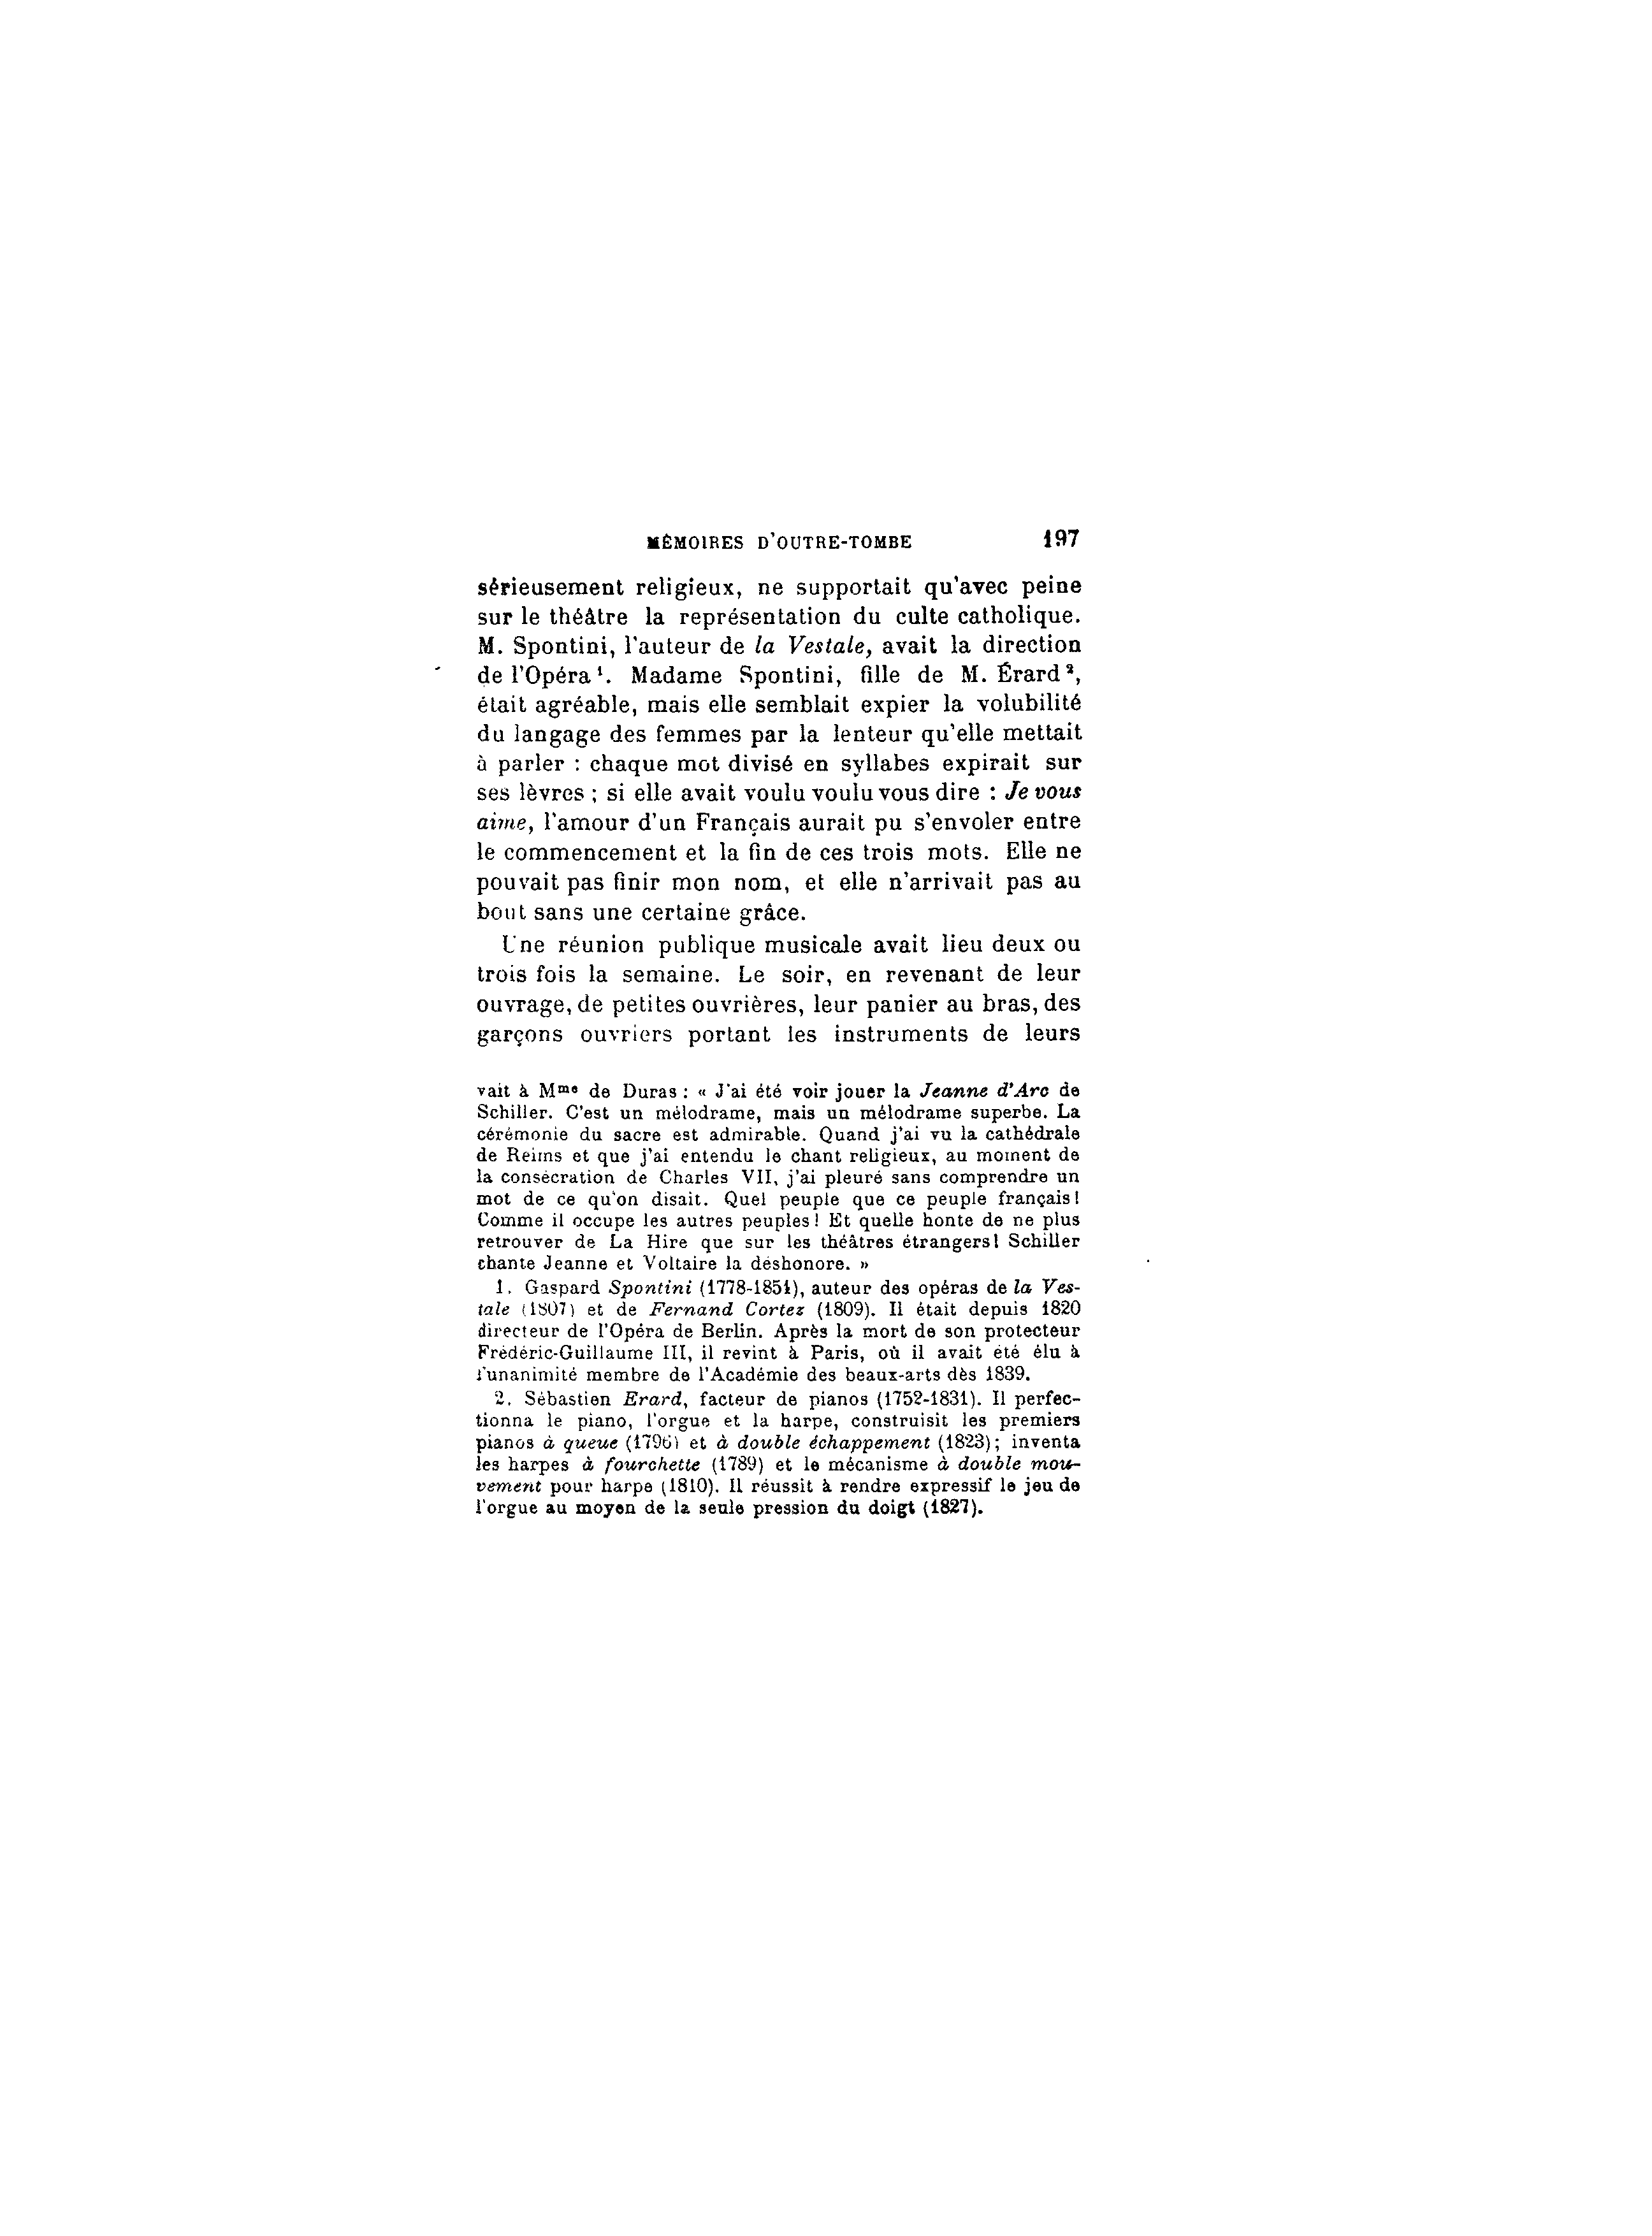 MÉMOIRES D'OUTRE-TOMBE 197
sérieusement religieux, ne supportait qu'avec peine
sur le théâtre la représentation du culte catholique.
M. Spontini, l'auteur de la Vestale, avait la direction
de l'Opéra¹. Madame Spontini, fille de M. Érard²,
était agréable, mais elle semblait expier la volubilité
du langage des femmes par la lenteur qu'elle mettait
à parler : chaque mot divisé en syllabes expirait sur
ses lèvres ; si elle avait voulu voulu vous dire : Je vous
aime, l'amour d'un Français aurait pu s'envoler entre
le commencement et la fin de ces trois mots. Elle ne
pouvait pas finir mon nom, et elle n'arrivait pas au
bout sans une certaine grâce.
Une réunion publique musicale avait lieu deux ou
trois fois la semaine. Le soir, en revenant de leur
ouvrage, de petites ouvrières, leur panier au bras, des
garçons ouvriers portant les instruments de leurs
vait à Mme de Duras : « J'ai été voir jouer la Jeanne d'Arc de
Schiller. C'est un mélodrame, mais un mélodrame superbe. La
cérémonie du sacre est admirable. Quand j'ai vu la cathédrale
de Reims et que j'ai entendu le chant religieux, au moment de
la consécration de Charles VII, j'ai pleuré sans comprendre un
mot de ce qu'on disait. Quel peuple que ce peuple français!
Comme il occupe les autres peuples! Et quelle honte de ne plus
retrouver de La Hire que sur les théâtres étrangers! Schiller
chante Jeanne et Voltaire la déshonore. »
1. Gaspard Spontini (1778-1851), auteur des opéras de la Ves-
tale (1807) et de Fernand Cortez (1809). Il était depuis 1820
directeur de l'Opéra de Berlin. Après la mort de son protecteur
Frédéric-Guillaume III, il revint à Paris, où il avait été élu à
l'unanimité membre de l'Académie des beaux-arts dès 1839.
2. Sébastien Erard, facteur de pianos (1752-1831). Il perfec-
tionna le piano, l'orgue et la harpe, construisit les premiers
pianos à queue (1796) et à double échappement (1823); inventa
les harpes à fourchette (1789) et le mécanisme à double mou-
vement pour harpe (1810). Il réussit à rendre expressif le jeu de
l'orgue au moyen de la seule pression du doigt (1827).